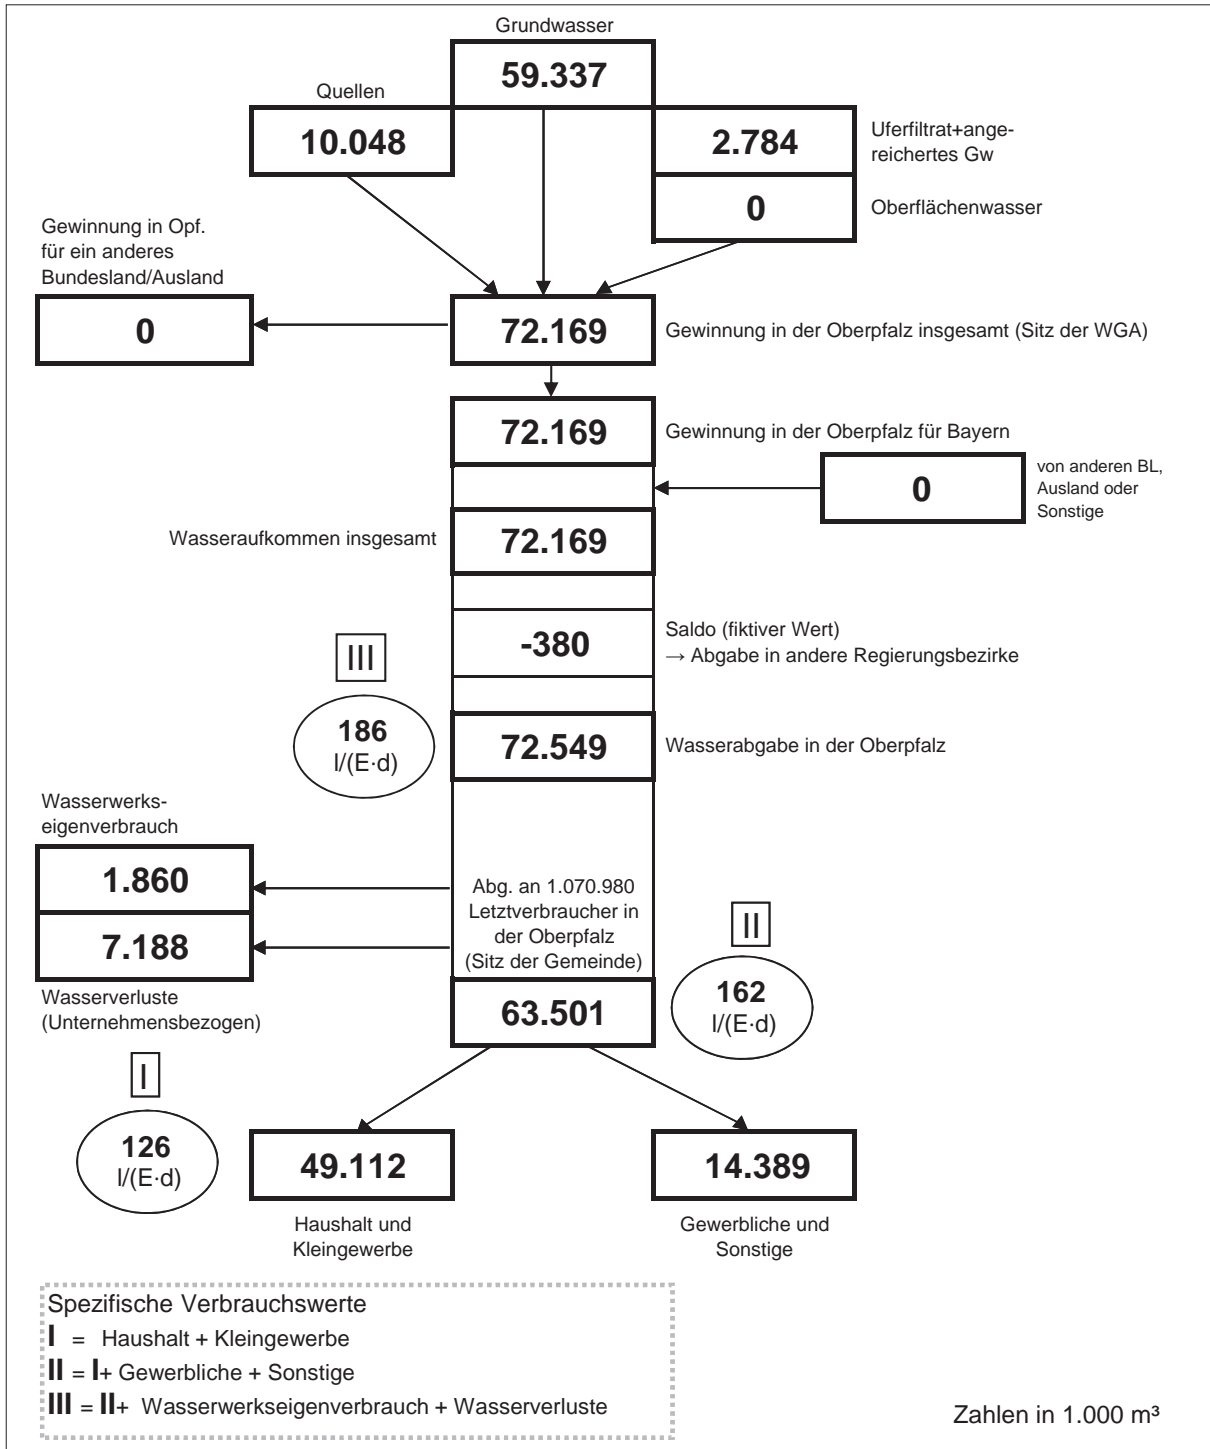 Grundwasser
59.337
Quellen
10.048
2.784
Uferfiltrat+ange-
reichertes Gw
0
Oberflächenwasser
Gewinnung in Opf.
für ein anderes
Bundesland/Ausland
0
72.169
Gewinnung in der Oberpfalz insgesamt (Sitz der WGA)
72.169
Gewinnung in der Oberpfalz für Bayern
0
von anderen BL,
Ausland oder
Sonstige
Wasseraufkommen insgesamt
72.169
-380
Saldo (fiktiver Wert)
→ Abgabe in andere Regierungsbezirke
III
186
l/(E·d)
72.549
Wasserabgabe in der Oberpfalz
Wasserwerks-
eigenverbrauch
1.860
7.188
Wasserverluste
(Unternehmensbezogen)
Abg. an 1.070.980
Letztverbraucher in
der Oberpfalz
(Sitz der Gemeinde)
63.501
II
162
l/(E·d)
I
126
l/(E·d)
49.112
Haushalt und
Kleingewerbe
14.389
Gewerbliche und
Sonstige
Spezifische Verbrauchswerte
I = Haushalt + Kleingewerbe
II = I+ Gewerbliche + Sonstige
III = II+ Wasserwerkseigenverbrauch + Wasserverluste
Zahlen in 1.000 m³